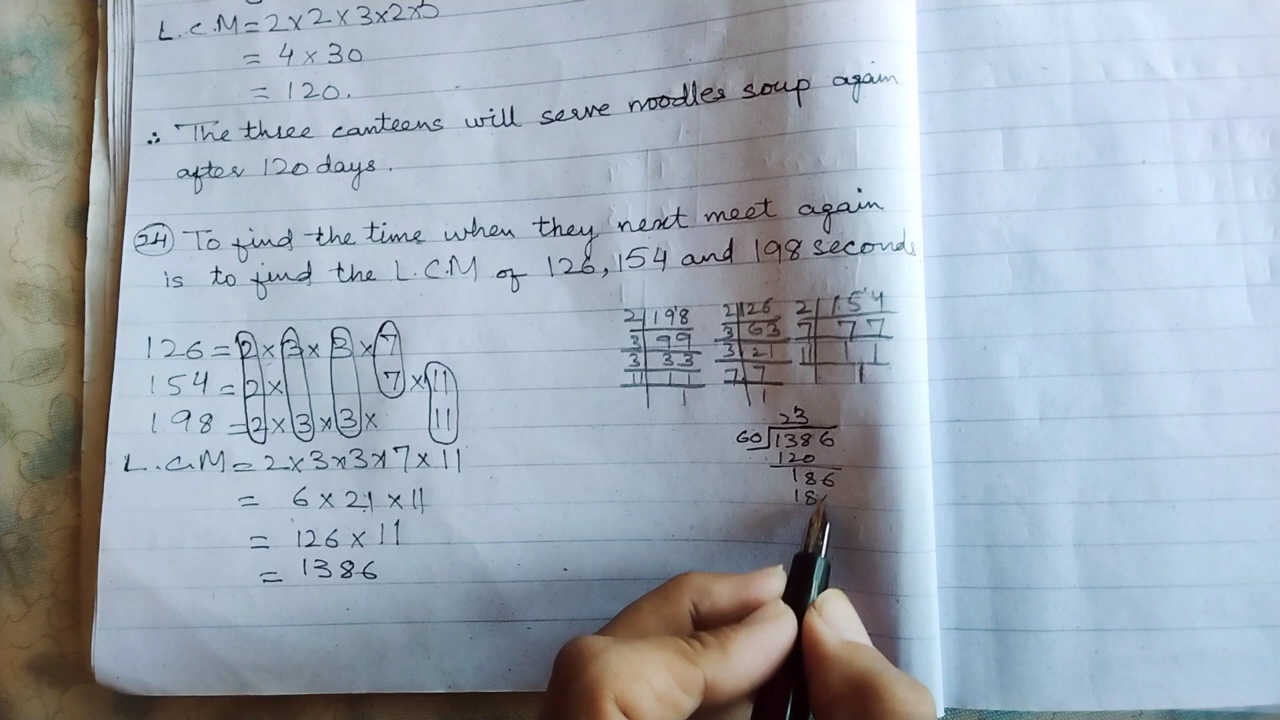 L.C.M = 2 × 2 × 3 × 2 × 5
= 4 × 30
= 120.
∴ The three canteens will serve noodles soup again
after 120 days.
(24) To find the time when they next meet again
is to find the L.C.M of 126, 154 and 198 seconds
126 = 2 × 3 × 3 × 7
154 = 2 × 7 × 11
198 = 2 × 3 × 3 × 11
L.C.M = 2 × 3 × 3 × 7 × 11
= 6 × 21 × 11
= 126 × 11
= 1386
2 | 198
3 | 99
3 | 33
11 | 11
1
2 | 126
3 | 63
3 | 21
7 | 7
1
2 | 154
7 | 77
11 | 11
1
23
60 ) 1386
120
186
18